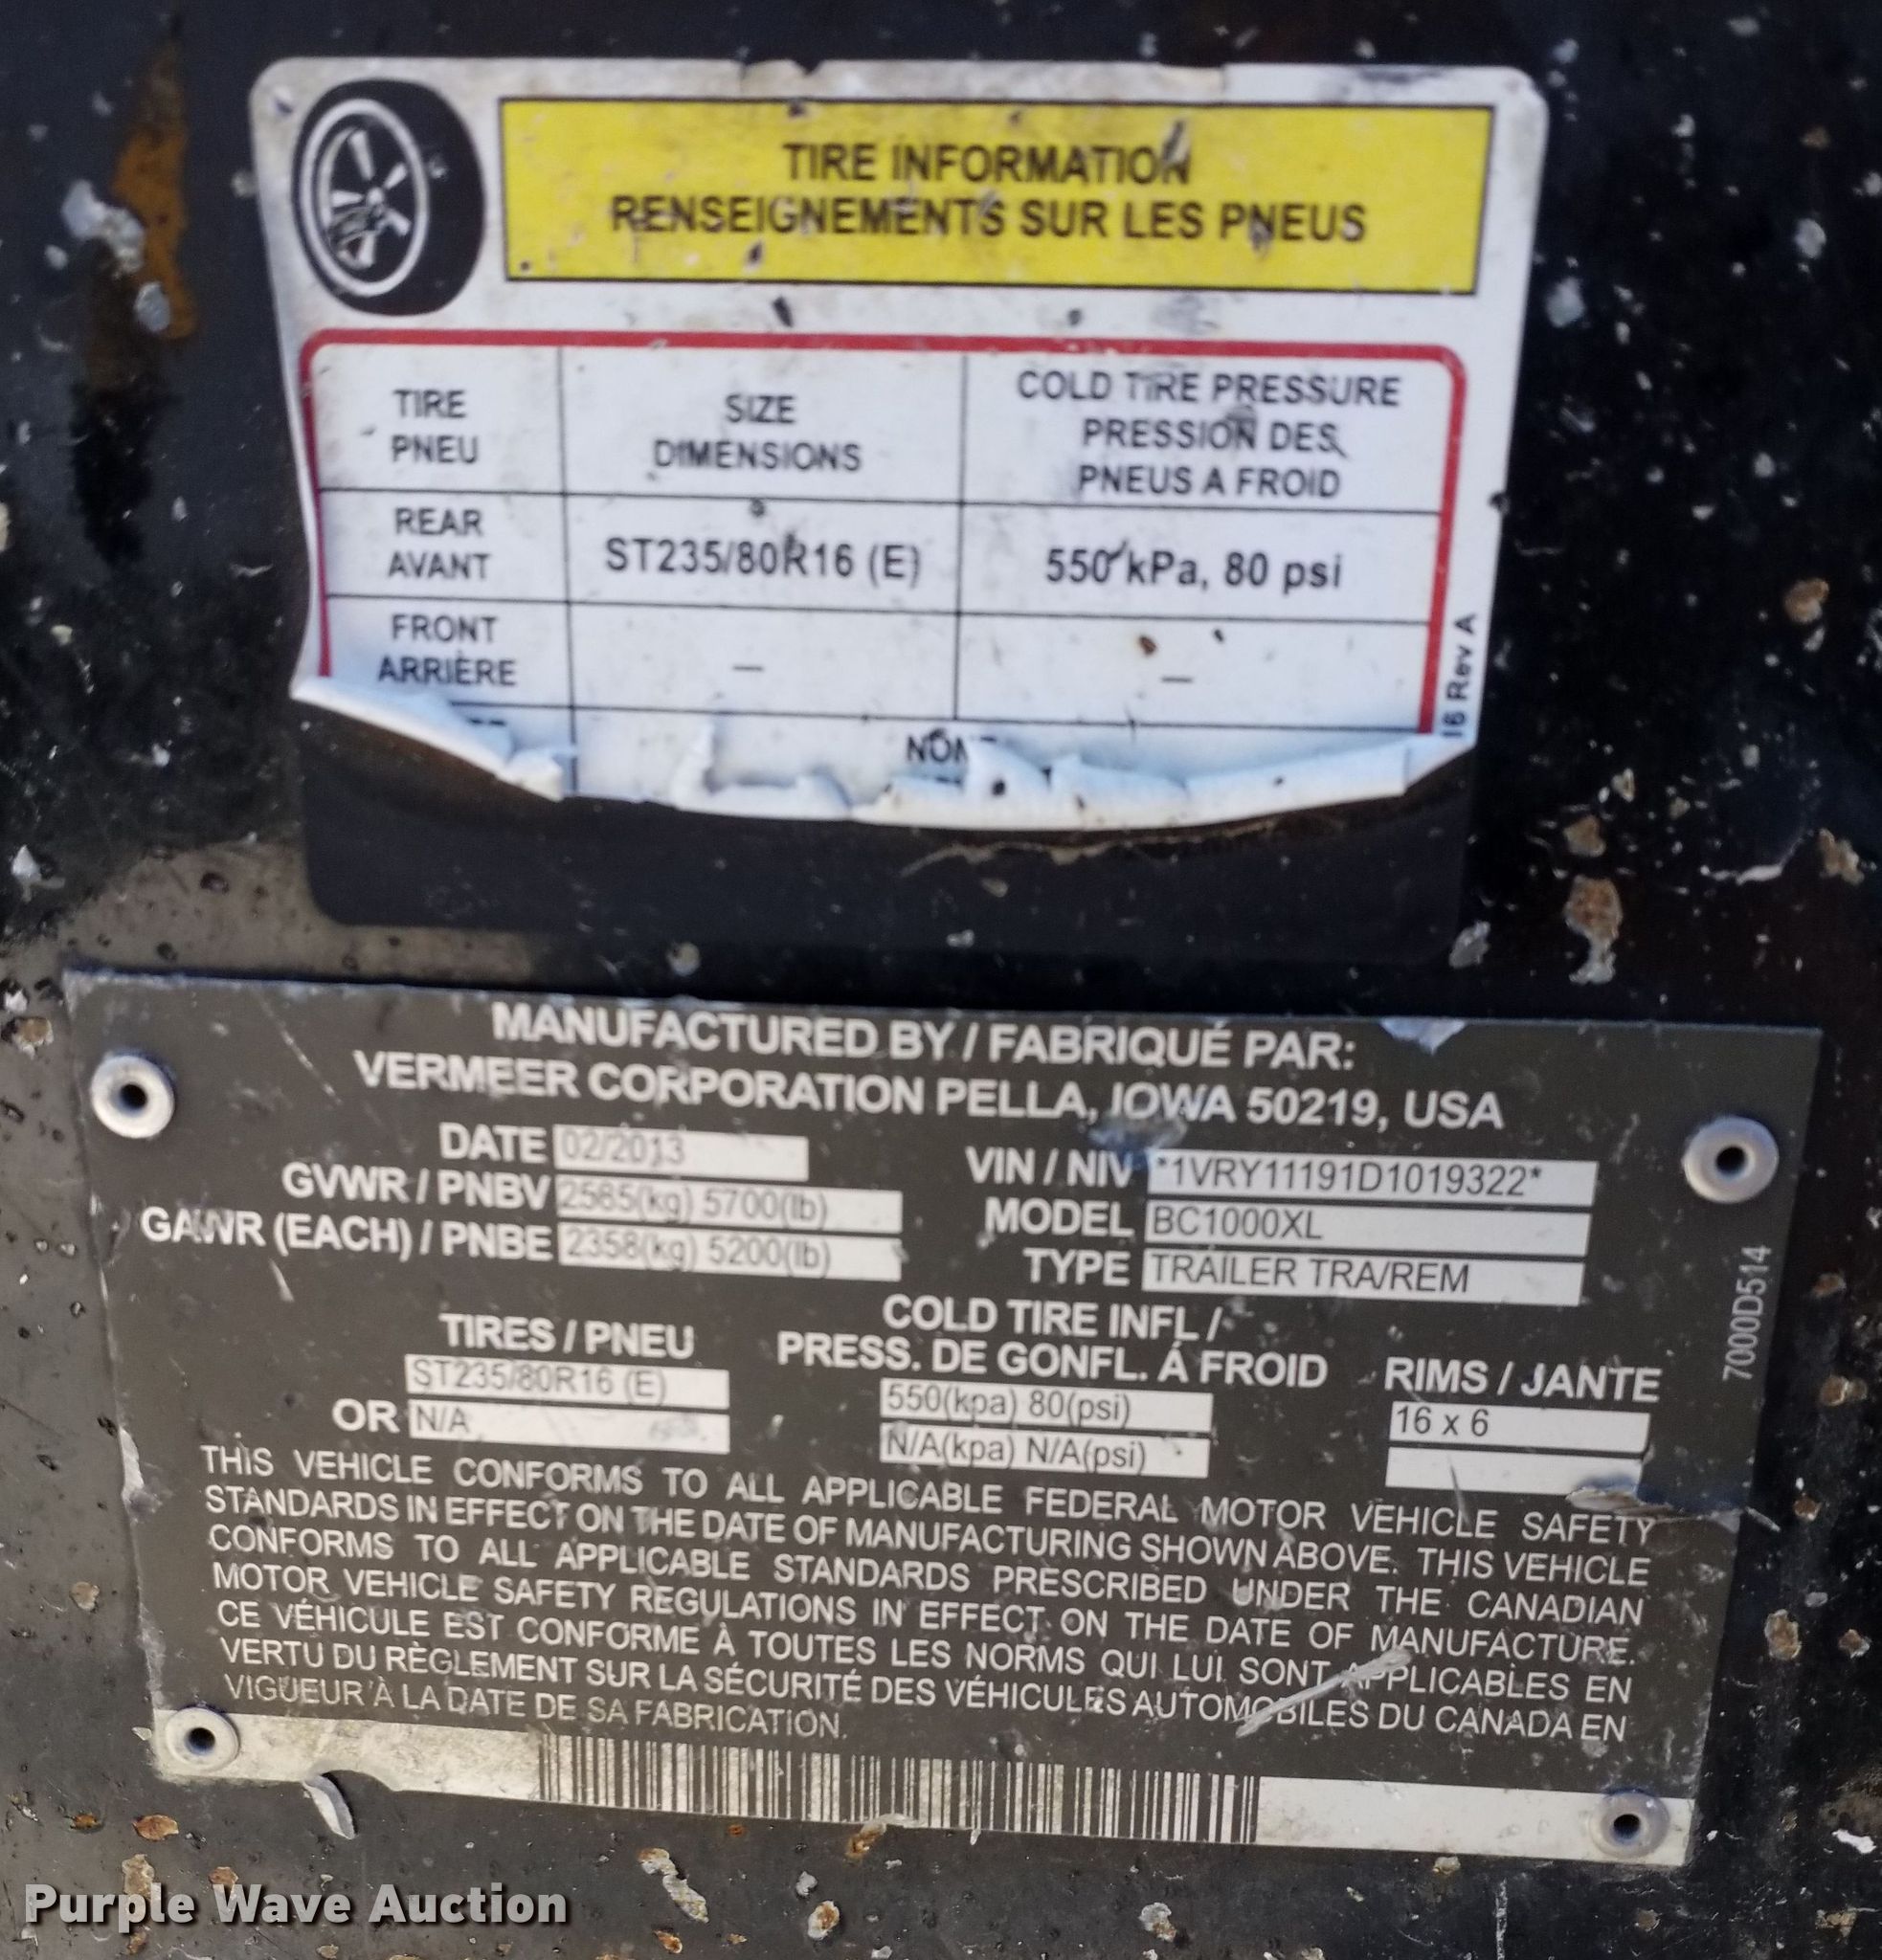 TIRE INFORMATION
RENSEIGNEMENTS SUR LES PNEUS
TIRE
PNEU
SIZE
DIMENSIONS
COLD TIRE PRESSURE
PRESSION DES
PNEUS A FROID
REAR
AVANT
ST235/80R16 (E)
550 kPa, 80 psi
FRONT
ARRIÈRE
—
—
16 Rev A
MANUFACTURED BY / FABRIQUÉ PAR:
VERMEER CORPORATION PELLA, IOWA 50219, USA
DATE 02/2013
GVWR / PNBV 2585(kg) 5700(lb)
GAWR (EACH) / PNBE 2358(kg) 5200(lb)
VIN / NIV *1VRY11191D1019322*
MODEL BC1000XL
TYPE TRAILER TRA/REM
7000D514
TIRES / PNEU
ST235/80R16 (E)
OR N/A
COLD TIRE INFL /
PRESS. DE GONFL. Á FROID
550(kpa) 80(psi)
N/A(kpa) N/A(psi)
RIMS / JANTE
16 x 6
THIS VEHICLE CONFORMS TO ALL APPLICABLE FEDERAL MOTOR VEHICLE SAFETY
STANDARDS IN EFFECT ON THE DATE OF MANUFACTURING SHOWN ABOVE. THIS VEHICLE
CONFORMS TO ALL APPLICABLE STANDARDS PRESCRIBED UNDER THE CANADIAN
MOTOR VEHICLE SAFETY REGULATIONS IN EFFECT ON THE DATE OF MANUFACTURE.
CE VÉHICULE EST CONFORME À TOUTES LES NORMS QUI LUI SONT APPLICABLES EN
VERTU DU RÈGLEMENT SUR LA SÉCURITÉ DES VÉHICULES AUTOMOBILES DU CANADA EN
VIGUEUR À LA DATE DE SA FABRICATION.
Purple Wave Auction